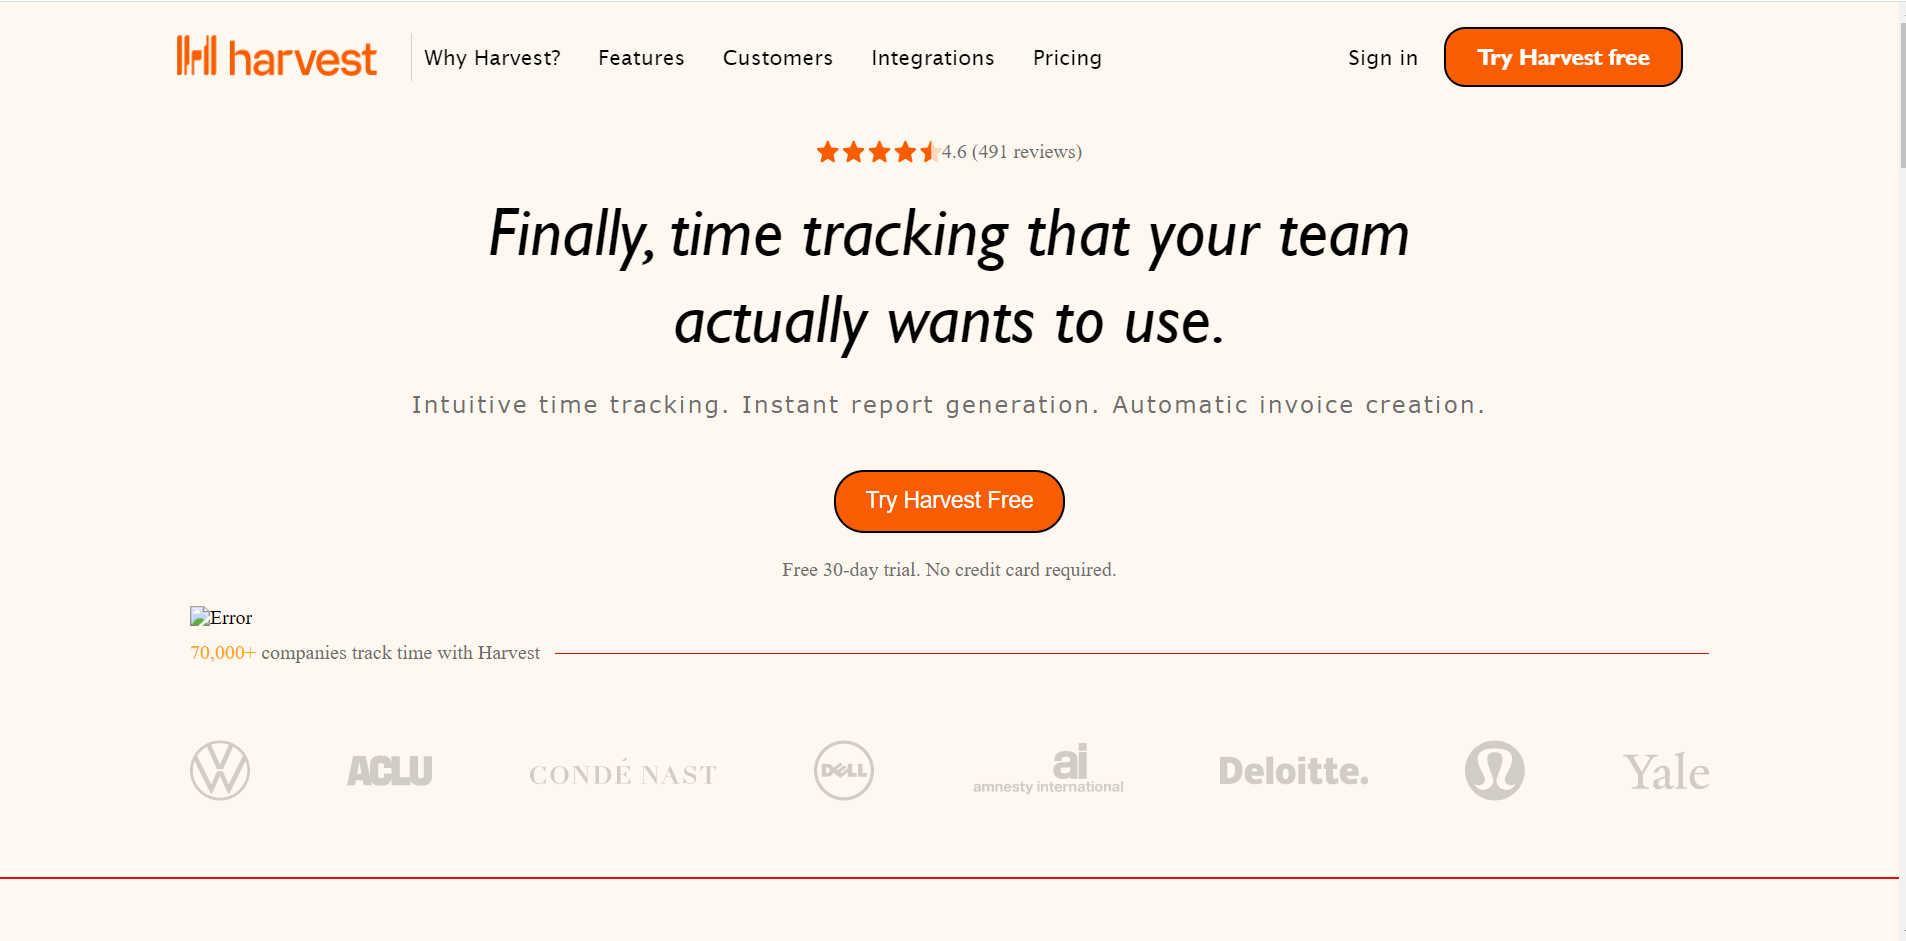 harvest
Why Harvest? Features Customers Integrations Pricing Sign in Try Harvest free
4.6 (491 reviews)
Finally, time tracking that your team
actually wants to use.
Intuitive time tracking. Instant report generation. Automatic invoice creation.
Try Harvest Free
Free 30-day trial. No credit card required.
Error
70,000+ companies track time with Harvest
VW ACLU CONDÉ NAST DELL ai Deloitte. Yale
amnesty international